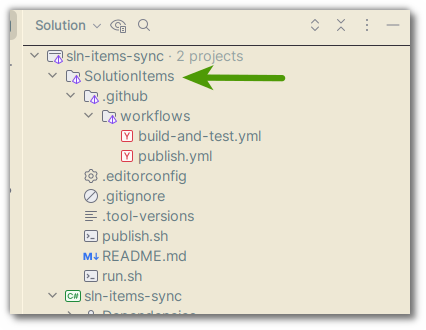 Solution
sln-items-sync · 2 projects
SolutionItems
.github
workflows
build-and-test.yml
publish.yml
.editorconfig
.gitignore
.tool-versions
publish.sh
README.md
run.sh
C# sln-items-sync
Dependencies